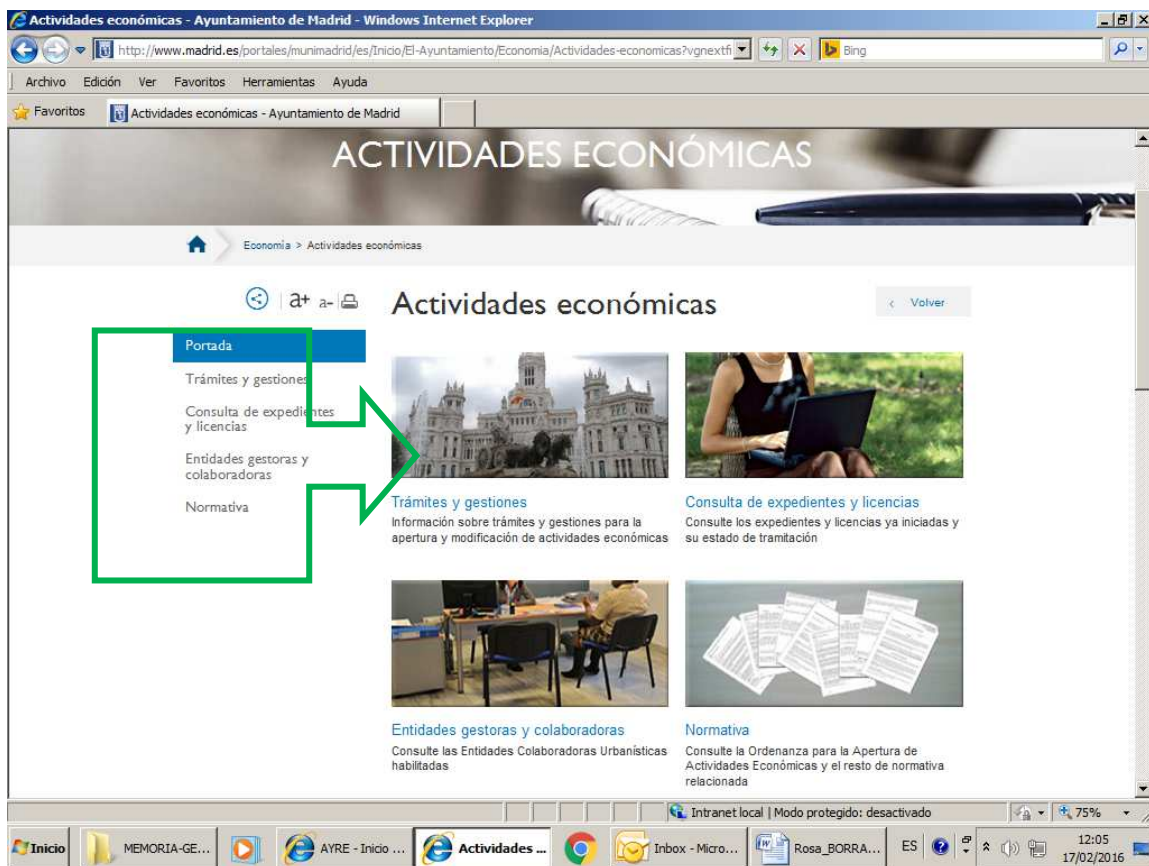 Actividades económicas - Ayuntamiento de Madrid - Windows Internet Explorer
http://www.madrid.es/portales/munimadrid/es/Inicio/El-Ayuntamiento/Economia/Actividades-economicas?vgnextfi
Bing
Archivo Edición Ver Favoritos Herramientas Ayuda
Favoritos Actividades económicas - Ayuntamiento de Madrid
ACTIVIDADES ECONÓMICAS
Economía > Actividades económicas
a+ a-
Actividades económicas
Volver
Portada
Trámites y gestiones
Consulta de expedientes
y licencias
Entidades gestoras y
colaboradoras
Normativa
Trámites y gestiones
Información sobre trámites y gestiones para la
apertura y modificación de actividades económicas
Consulta de expedientes y licencias
Consulte los expedientes y licencias ya iniciadas y
su estado de tramitación
Entidades gestoras y colaboradoras
Consulte las Entidades Colaboradoras Urbanísticas
habilitadas
Normativa
Consulte la Ordenanza para la Apertura de
Actividades Económicas y el resto de normativa
relacionada
Intranet local | Modo protegido: desactivado
75%
Inicio
MEMORIA-GE...
AYRE - Inicio ...
Actividades ...
Inbox - Micro...
Rosa_BORRA...
ES
12:05
17/02/2016